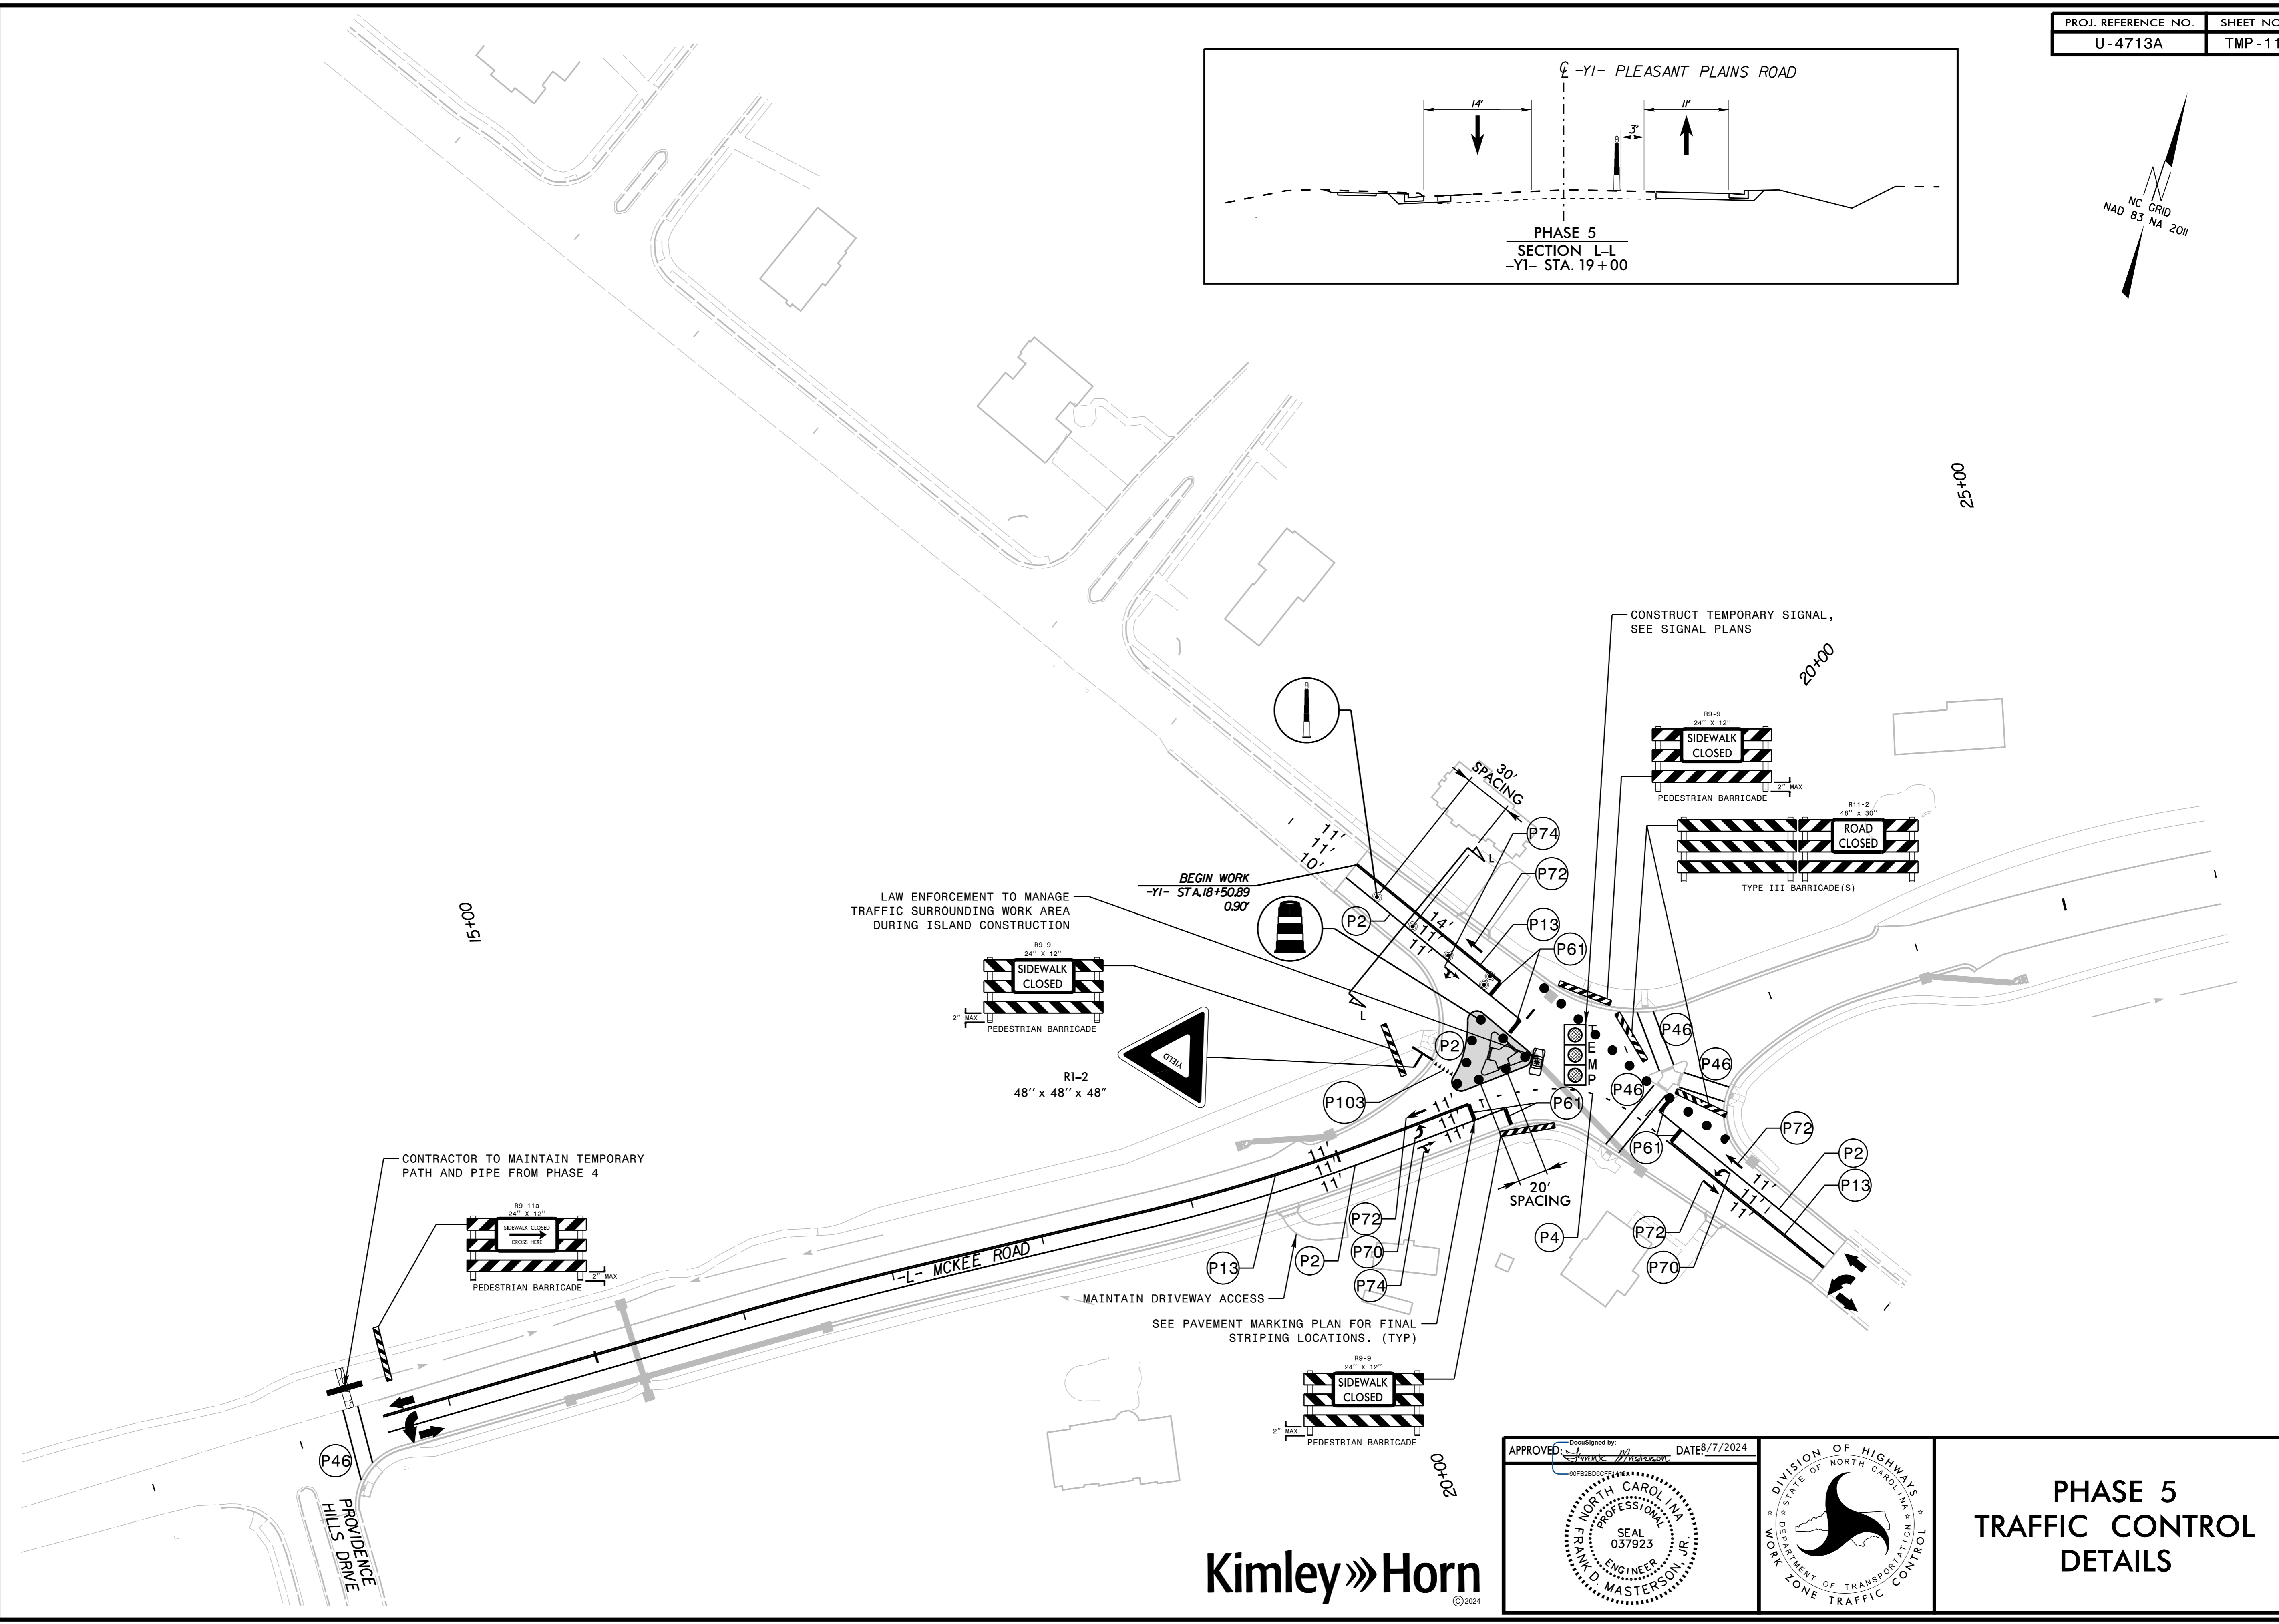 PROJ. REFERENCE NO.
SHEET NO
U-4713A
TMP-11
℄ -Y1- PLEASANT PLAINS ROAD
14'
11'
3'
PHASE 5
SECTION L–L
–Y1– STA. 19+00
NC GRID
NAD 83 NA 2011
25+00
CONSTRUCT TEMPORARY SIGNAL,
SEE SIGNAL PLANS
20+00
R9-9
24'' X 12''
SIDEWALK
CLOSED
2" MAX
PEDESTRIAN BARRICADE
R11-2
48'' x 30''
ROAD
CLOSED
TYPE III BARRICADE(S)
30'
SPACING
P74
L
P72
11'
11'
10'
BEGIN WORK
-Y1- STA.18+50.89
0.90'
P2
14'
11'
11'
P13
P61
LAW ENFORCEMENT TO MANAGE
TRAFFIC SURROUNDING WORK AREA
DURING ISLAND CONSTRUCTION
15+00
R9-9
24'' X 12''
SIDEWALK
CLOSED
2" MAX
PEDESTRIAN BARRICADE
L
YIELD
R1–2
48'' x 48'' x 48''
P2
T
E
M
P
P46
P46
P46
P103
P61
11'
11'
11'
P61
P72
P2
P13
11'
11'
11'
11'
11'
11'
20'
SPACING
CONTRACTOR TO MAINTAIN TEMPORARY
PATH AND PIPE FROM PHASE 4
R9-11a
24'' X 12''
SIDEWALK CLOSED
CROSS HERE
2" MAX
PEDESTRIAN BARRICADE
-L- MCKEE ROAD
P72
P4
P72
P13
P2
P70
P70
P74
MAINTAIN DRIVEWAY ACCESS
SEE PAVEMENT MARKING PLAN FOR FINAL
STRIPING LOCATIONS. (TYP)
R9-9
24'' X 12''
SIDEWALK
CLOSED
2" MAX
PEDESTRIAN BARRICADE
P46
PROVIDENCE
HILLS DRIVE
20+00
APPROVED:
DocuSigned by:
Frank Masterson
DATE:
8/7/2024
NORTH CAROLINA
PROFESSIONAL
SEAL
037923
ENGINEER
FRANK D. MASTERSON, JR.
DIVISION OF HIGHWAYS
STATE OF NORTH CAROLINA
DEPARTMENT OF TRANSPORTATION
WORK ZONE TRAFFIC CONTROL
PHASE 5
TRAFFIC CONTROL
DETAILS
Kimley»Horn
© 2024